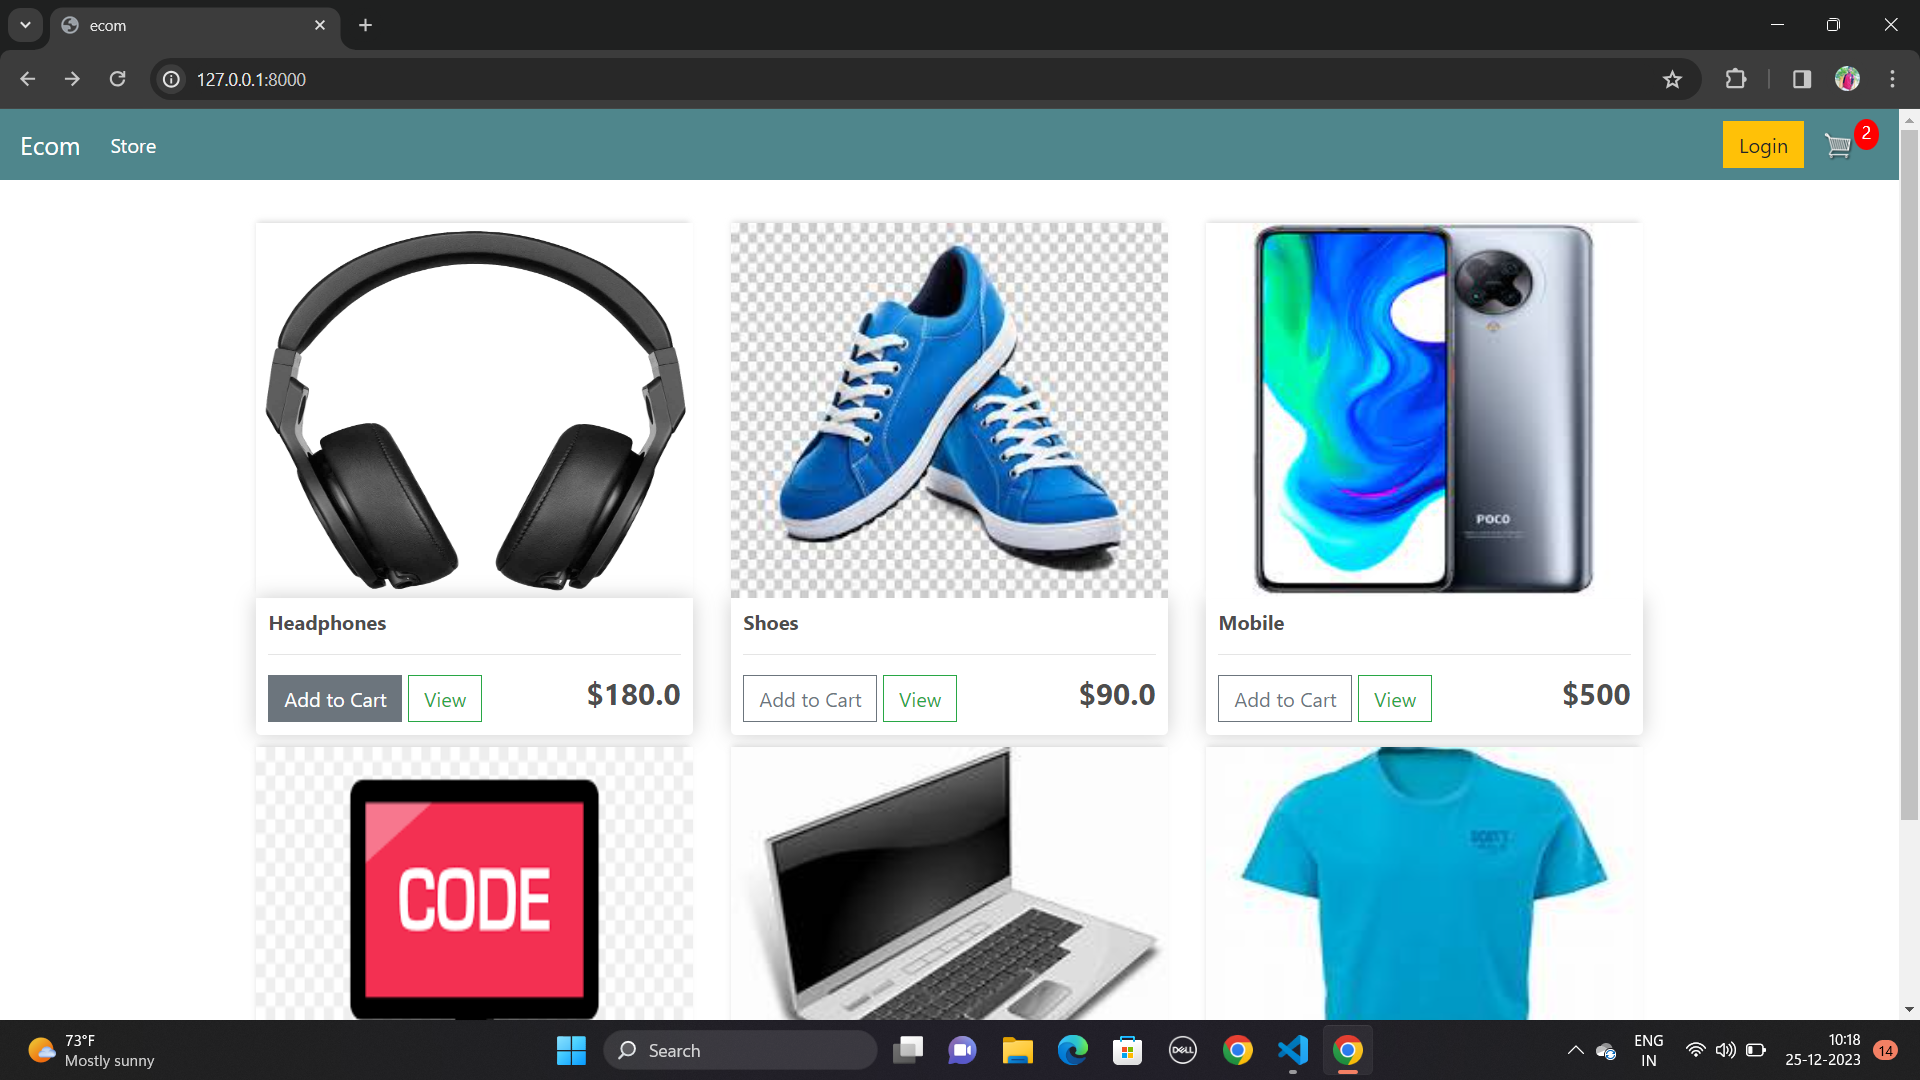 ecom
127.0.0.1:8000
Ecom Store Login 2
POCO
Headphones
Add to Cart View $180.0
Shoes
Add to Cart View $90.0
Mobile
Add to Cart View $500
CODE
73°F
Mostly sunny
Search
DELL
ENG
IN
10:18
25-12-2023
14